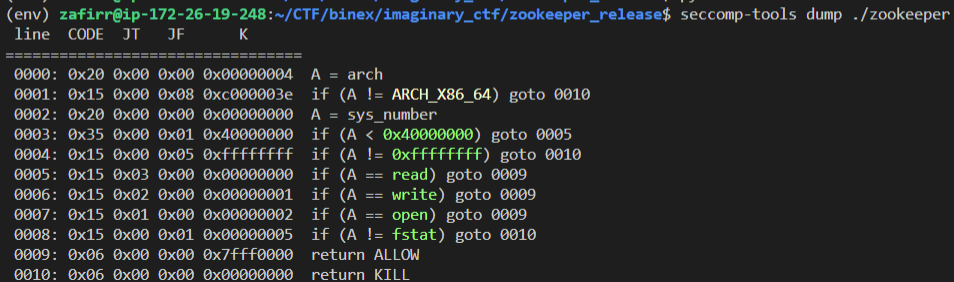 (env) zafirr@ip-172-26-19-248:~/CTF/binex/imaginary_ctf/zookeeper_release$ seccomp-tools dump ./zookeeper
line CODE JT JF K
=================================
0000: 0x20 0x00 0x00 0x00000004 A = arch
0001: 0x15 0x00 0x08 0xc000003e if (A != ARCH_X86_64) goto 0010
0002: 0x20 0x00 0x00 0x00000000 A = sys_number
0003: 0x35 0x00 0x01 0x40000000 if (A < 0x40000000) goto 0005
0004: 0x15 0x00 0x05 0xffffffff if (A != 0xffffffff) goto 0010
0005: 0x15 0x03 0x00 0x00000000 if (A == read) goto 0009
0006: 0x15 0x02 0x00 0x00000001 if (A == write) goto 0009
0007: 0x15 0x01 0x00 0x00000002 if (A == open) goto 0009
0008: 0x15 0x00 0x01 0x00000005 if (A != fstat) goto 0010
0009: 0x06 0x00 0x00 0x7fff0000 return ALLOW
0010: 0x06 0x00 0x00 0x00000000 return KILL